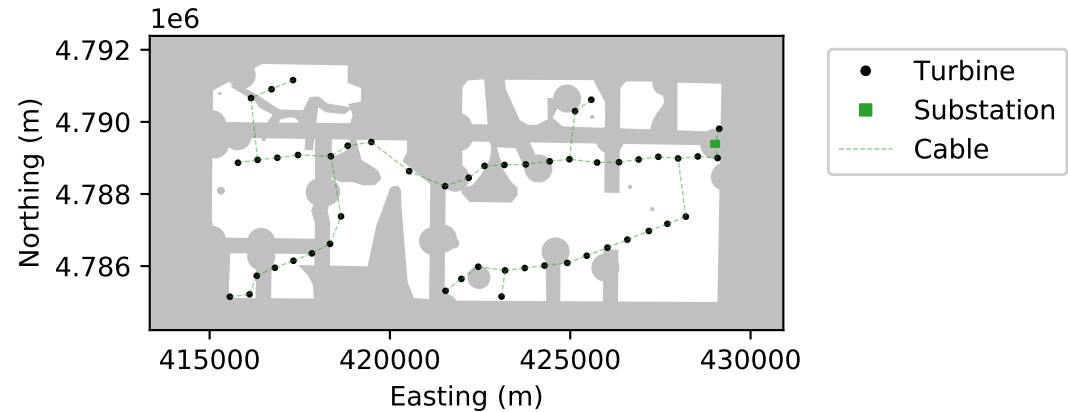 1e6
4.792
4.790
4.788
4.786
Northing (m)
415000 420000 425000 430000
Easting (m)
Turbine
Substation
Cable